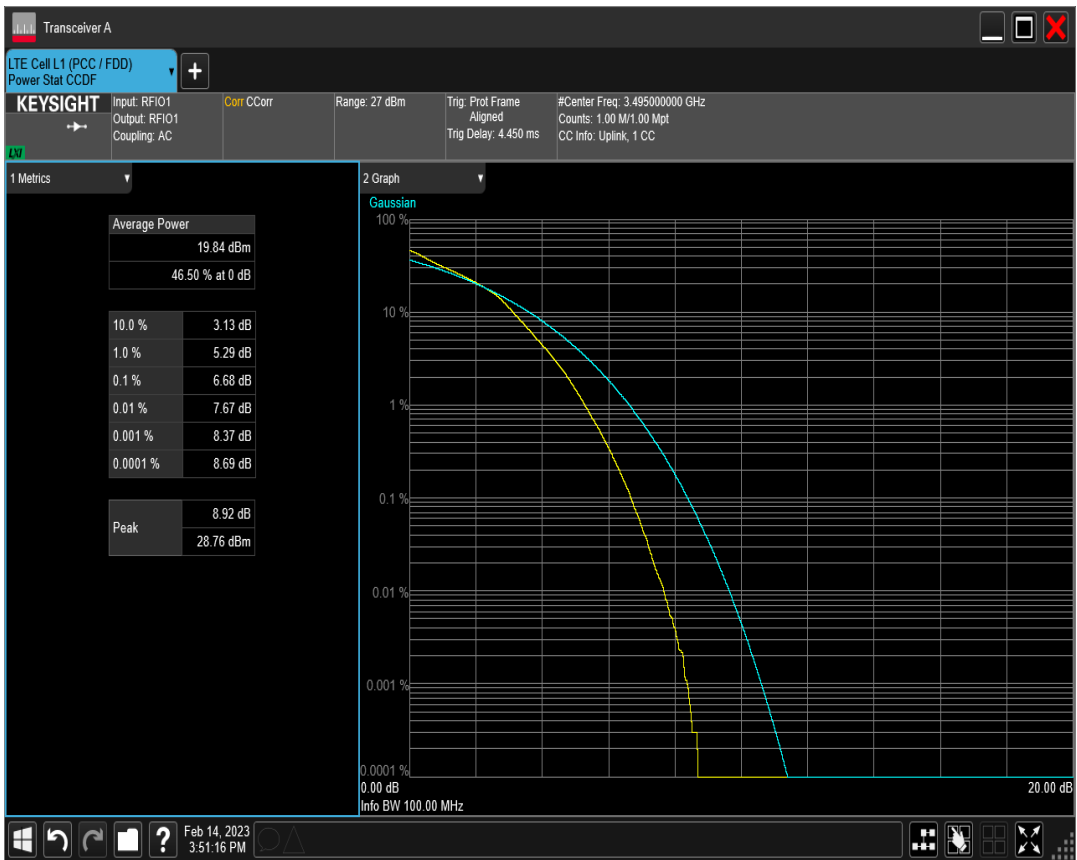 Transceiver A
LTE Cell L1 (PCC / FDD)
Power Stat CCDF
+
KEYSIGHT
LXI
Input: RFIO1
Output: RFIO1
Coupling: AC
Corr CCorr
Range: 27 dBm
Trig: Prot Frame
Aligned
Trig Delay: 4.450 ms
#Center Freq: 3.495000000 GHz
Counts: 1.00 M/1.00 Mpt
CC Info: Uplink, 1 CC
1 Metrics
Average Power
19.84 dBm
46.50 % at 0 dB
10.0 % 3.13 dB
1.0 % 5.29 dB
0.1 % 6.68 dB
0.01 % 7.67 dB
0.001 % 8.37 dB
0.0001 % 8.69 dB
Peak
8.92 dB
28.76 dBm
2 Graph
Gaussian
100 %
10 %
1 %
0.1 %
0.01 %
0.001 %
0.0001 %
0.00 dB 20.00 dB
Info BW 100.00 MHz
?
Feb 14, 2023
3:51:16 PM